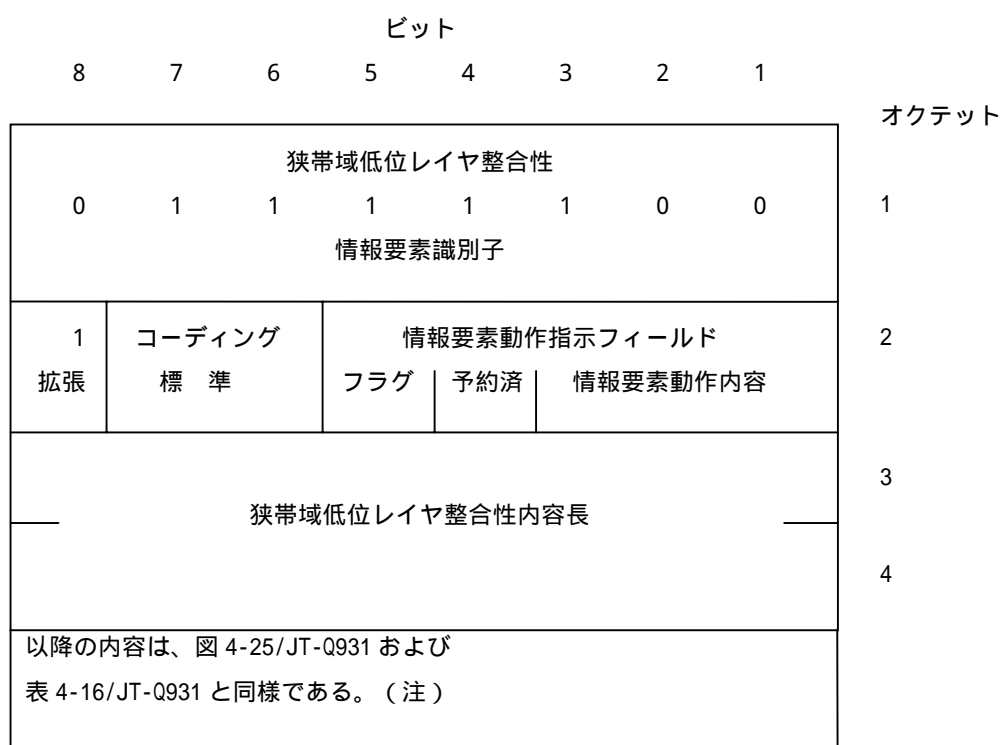 ビット
8 7 6 5 4 3 2 1
オクテット
狭帯域低位レイヤ整合性
0 1 1 1 1 1 0 0 1
情報要素識別子
1 コーディング 情報要素動作指示フィールド 2
拡張 標 準 フラグ 予約済 情報要素動作内容
3
狭帯域低位レイヤ整合性内容長
4
以降の内容は、図 4-25/JT-Q931 および
表 4-16/JT-Q931 と同様である。（注）